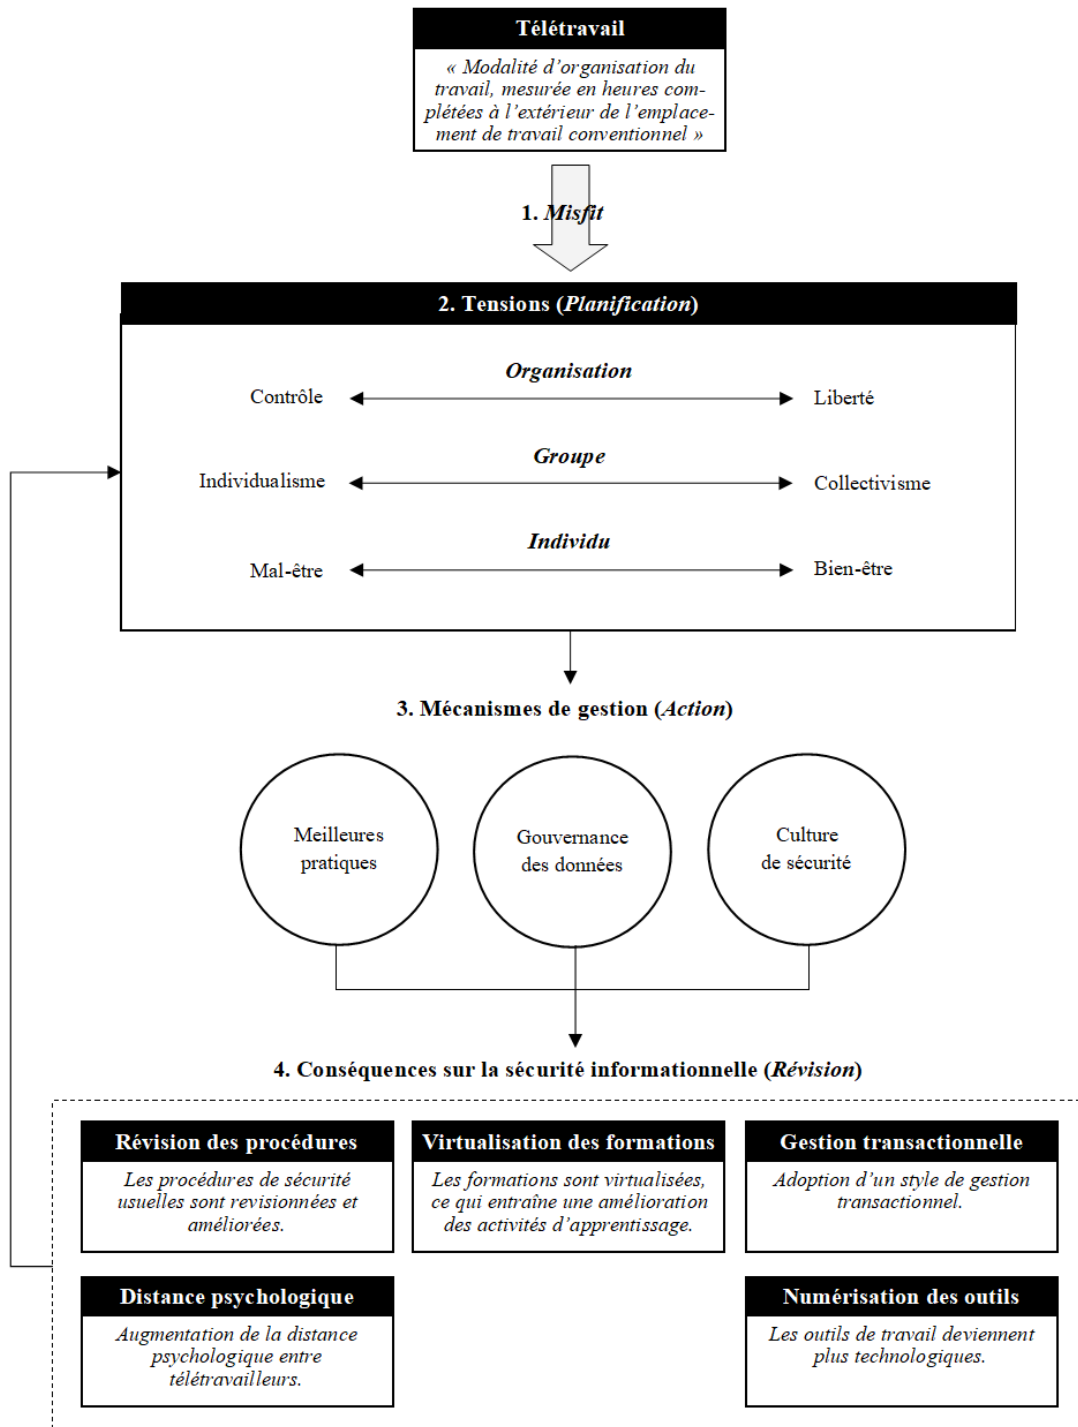 Télétravail
« Modalité d’organisation du
travail, mesurée en heures com-
plétées à l’extérieur de l’emplace-
ment de travail conventionnel »
1. Misfit
2. Tensions (Planification)
Organisation
Contrôle
Liberté
Groupe
Individualisme
Collectivisme
Individu
Mal-être
Bien-être
3. Mécanismes de gestion (Action)
Meilleures
pratiques
Gouvernance
des données
Culture
de sécurité
4. Conséquences sur la sécurité informationnelle (Révision)
Révision des procédures
Les procédures de sécurité
usuelles sont revisionnées et
améliorées.
Virtualisation des formations
Les formations sont virtualisées,
ce qui entraîne une amélioration
des activités d’apprentissage.
Gestion transactionnelle
Adoption d’un style de gestion
transactionnel.
Distance psychologique
Augmentation de la distance
psychologique entre
télétravailleurs.
Numérisation des outils
Les outils de travail deviennent
plus technologiques.